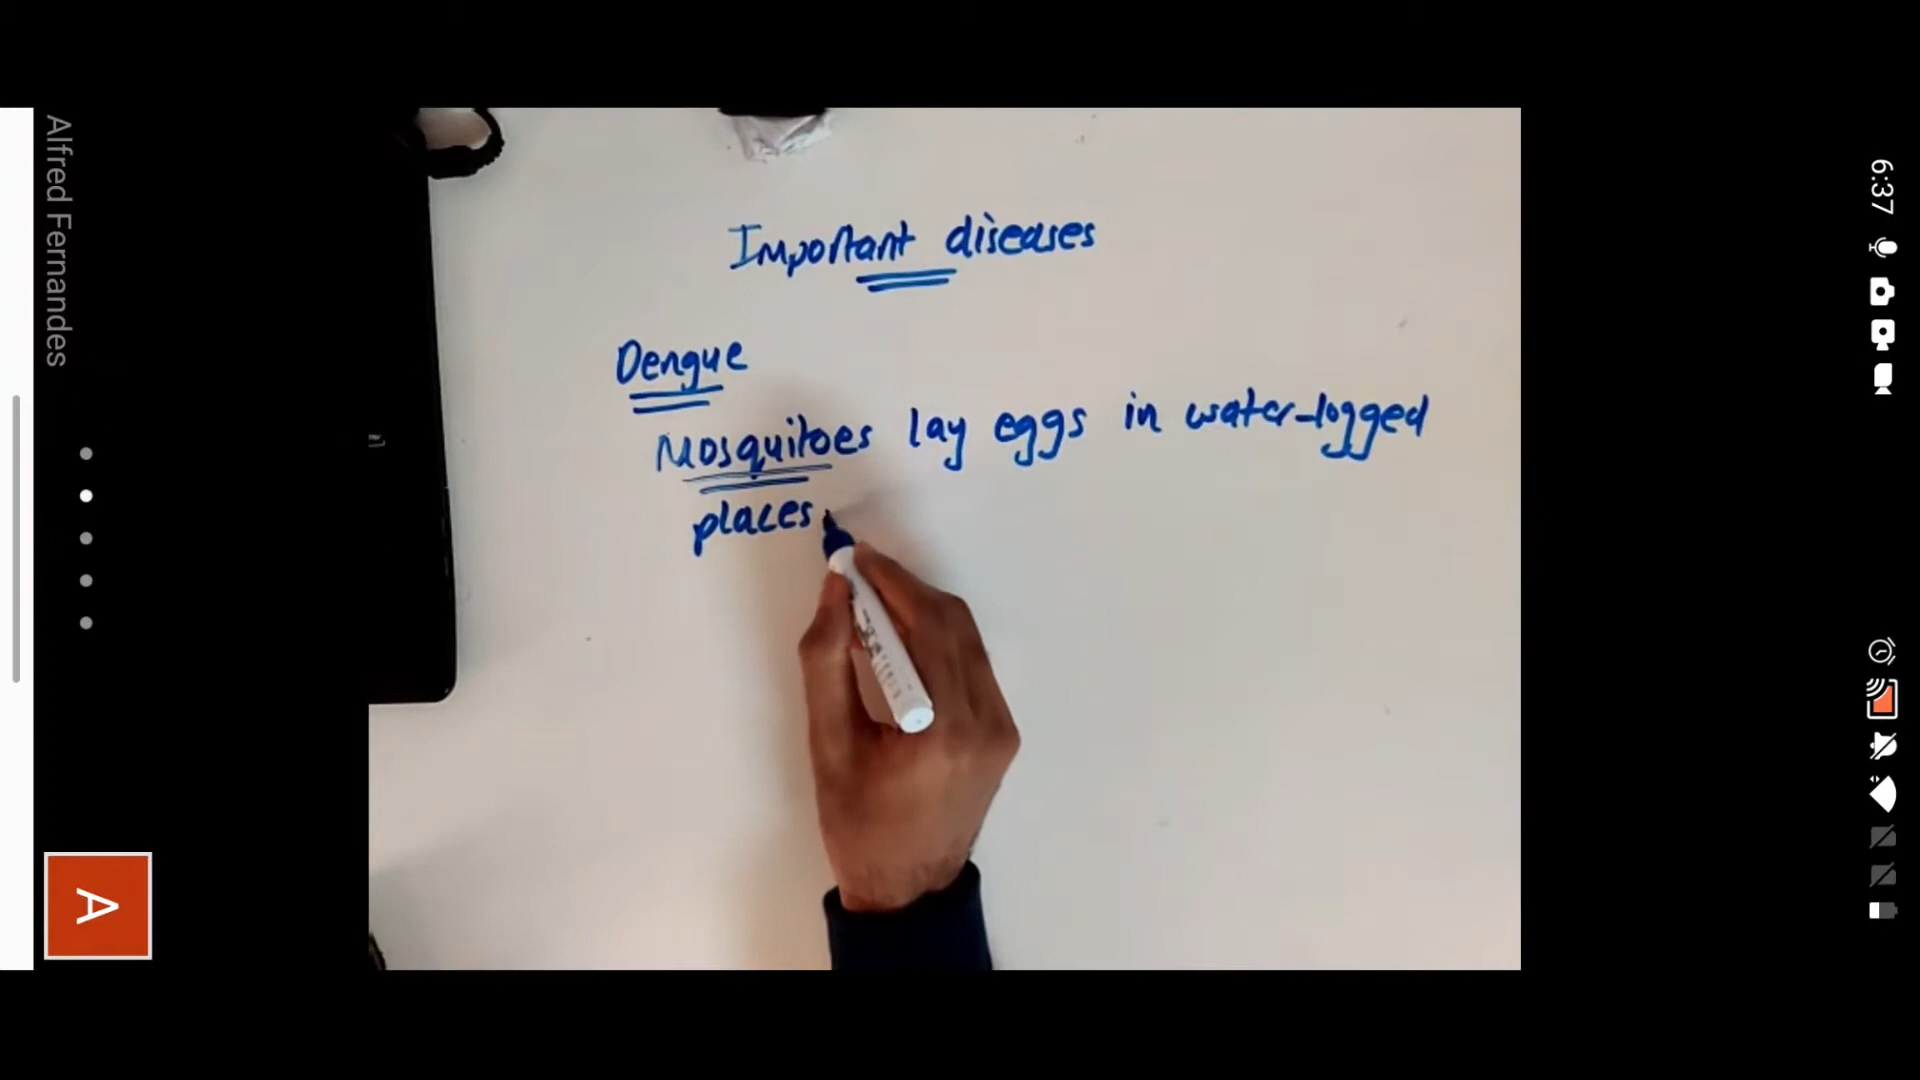 Important diseases
Dengue
Mosquitoes lay eggs in water-logged
places
Alfred Fernandes
A
6:37